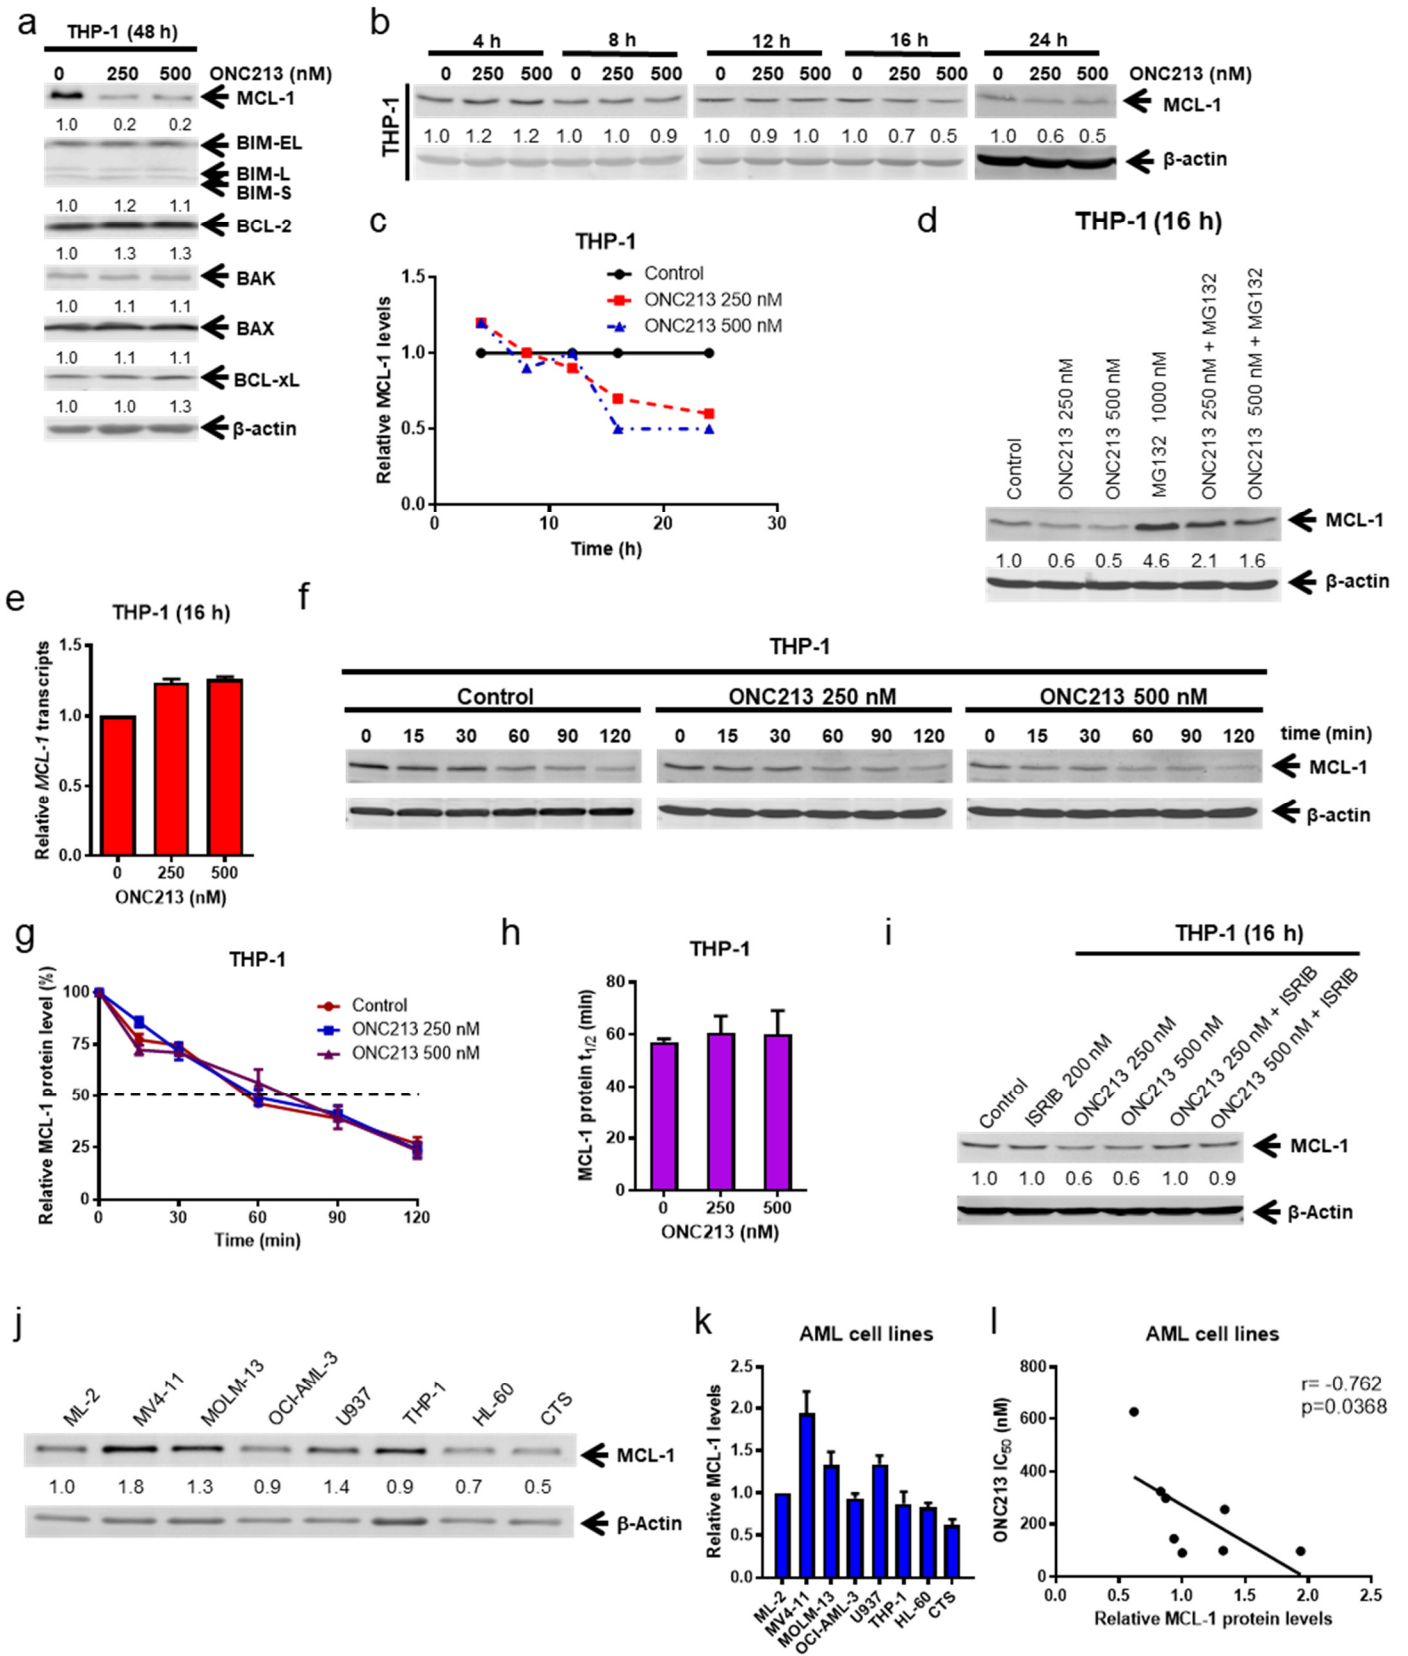 a
THP-1 (48 h)
0 250 500 ONC213 (nM)
MCL-1
1.0 0.2 0.2
BIM-EL
BIM-L
BIM-S
1.0 1.2 1.1
BCL-2
1.0 1.3 1.3
BAK
1.0 1.1 1.1
BAX
1.0 1.1 1.1
BCL-xL
1.0 1.0 1.3
β-actin
b
4 h 8 h 12 h 16 h 24 h
0 250 500 0 250 500 0 250 500 0 250 500 0 250 500 ONC213 (nM)
THP-1
MCL-1
1.0 1.2 1.2 1.0 1.0 0.9 1.0 0.9 1.0 1.0 0.7 0.5 1.0 0.6 0.5
β-actin
c
THP-1
Control
ONC213 250 nM
ONC213 500 nM
Relative MCL-1 levels
1.5
1.0
0.5
0.0
0 10 20 30
Time (h)
d
THP-1 (16 h)
Control
ONC213 250 nM
ONC213 500 nM
MG132 1000 nM
ONC213 250 nM + MG132
ONC213 500 nM + MG132
MCL-1
1.0 0.6 0.5 4.6 2.1 1.6
β-actin
e
THP-1 (16 h)
Relative MCL-1 transcripts
1.5
1.0
0.5
0.0
0 250 500
ONC213 (nM)
f
THP-1
Control ONC213 250 nM ONC213 500 nM
0 15 30 60 90 120 0 15 30 60 90 120 0 15 30 60 90 120 time (min)
MCL-1
β-actin
g
THP-1
Control
ONC213 250 nM
ONC213 500 nM
Relative MCL-1 protein level (%)
100
75
50
25
0
0 30 60 90 120
Time (min)
h
THP-1
MCL-1 protein t1/2 (min)
80
60
40
20
0
0 250 500
ONC213 (nM)
i
THP-1 (16 h)
Control
ISRIB 200 nM
ONC213 250 nM
ONC213 500 nM
ONC213 250 nM + ISRIB
ONC213 500 nM + ISRIB
MCL-1
1.0 1.0 0.6 0.6 1.0 0.9
β-Actin
j
ML-2 MV4-11 MOLM-13 OCI-AML-3 U937 THP-1 HL-60 CTS
MCL-1
1.0 1.8 1.3 0.9 1.4 0.9 0.7 0.5
β-Actin
k
AML cell lines
Relative MCL-1 levels
2.5
2.0
1.5
1.0
0.5
0.0
ML-2 MV4-11 MOLM-13 OCI-AML-3 U937 THP-1 HL-60 CTS
l
AML cell lines
r= -0.762
p=0.0368
ONC213 IC50 (nM)
800
600
400
200
0
0.0 0.5 1.0 1.5 2.0 2.5
Relative MCL-1 protein levels